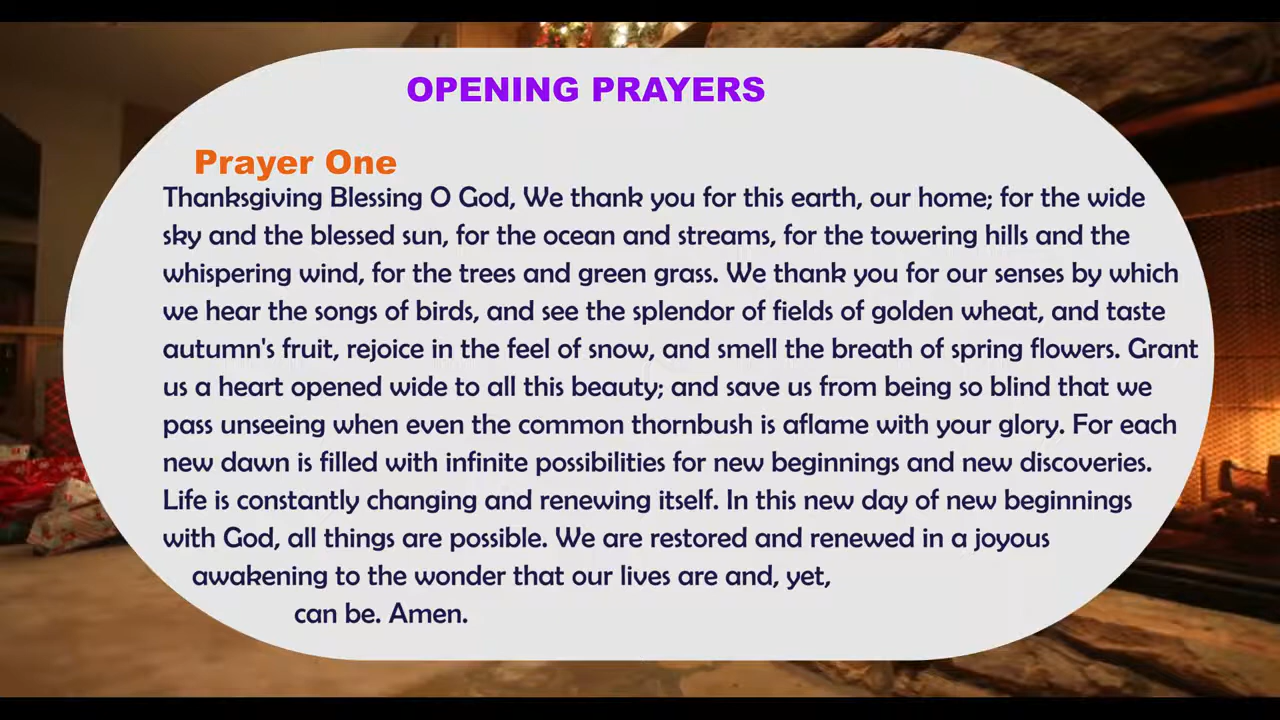 OPENING PRAYERS
Prayer One
Thanksgiving Blessing O God, We thank you for this earth, our home; for the wide
sky and the blessed sun, for the ocean and streams, for the towering hills and the
whispering wind, for the trees and green grass. We thank you for our senses by which
we hear the songs of birds, and see the splendor of fields of golden wheat, and taste
autumn's fruit, rejoice in the feel of snow, and smell the breath of spring flowers. Grant
us a heart opened wide to all this beauty; and save us from being so blind that we
pass unseeing when even the common thornbush is aflame with your glory. For each
new dawn is filled with infinite possibilities for new beginnings and new discoveries.
Life is constantly changing and renewing itself. In this new day of new beginnings
with God, all things are possible. We are restored and renewed in a joyous
awakening to the wonder that our lives are and, yet,
can be. Amen.